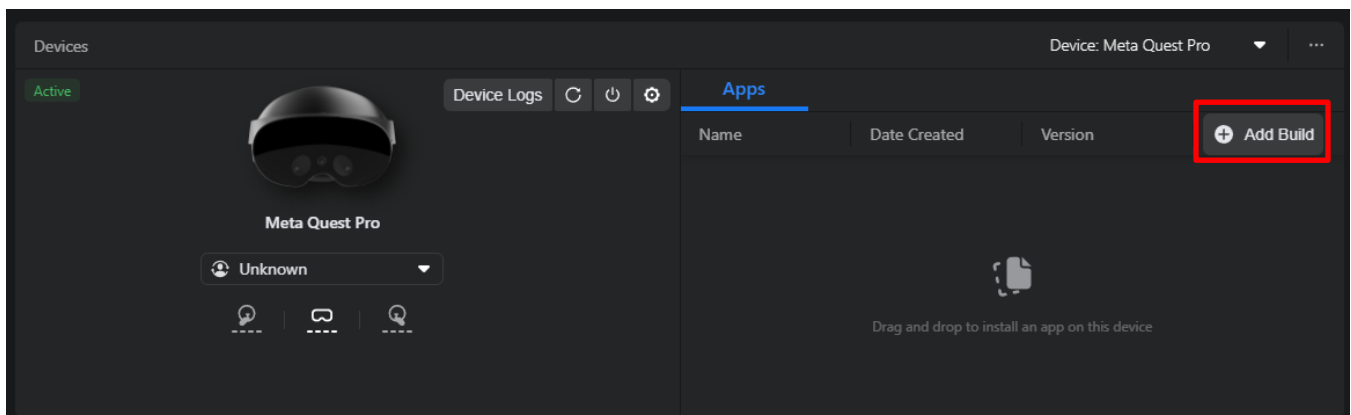 Devices
Device: Meta Quest Pro
Active
Device Logs
Apps
Name
Date Created
Version
Add Build
Meta Quest Pro
Unknown
Drag and drop to install an app on this device